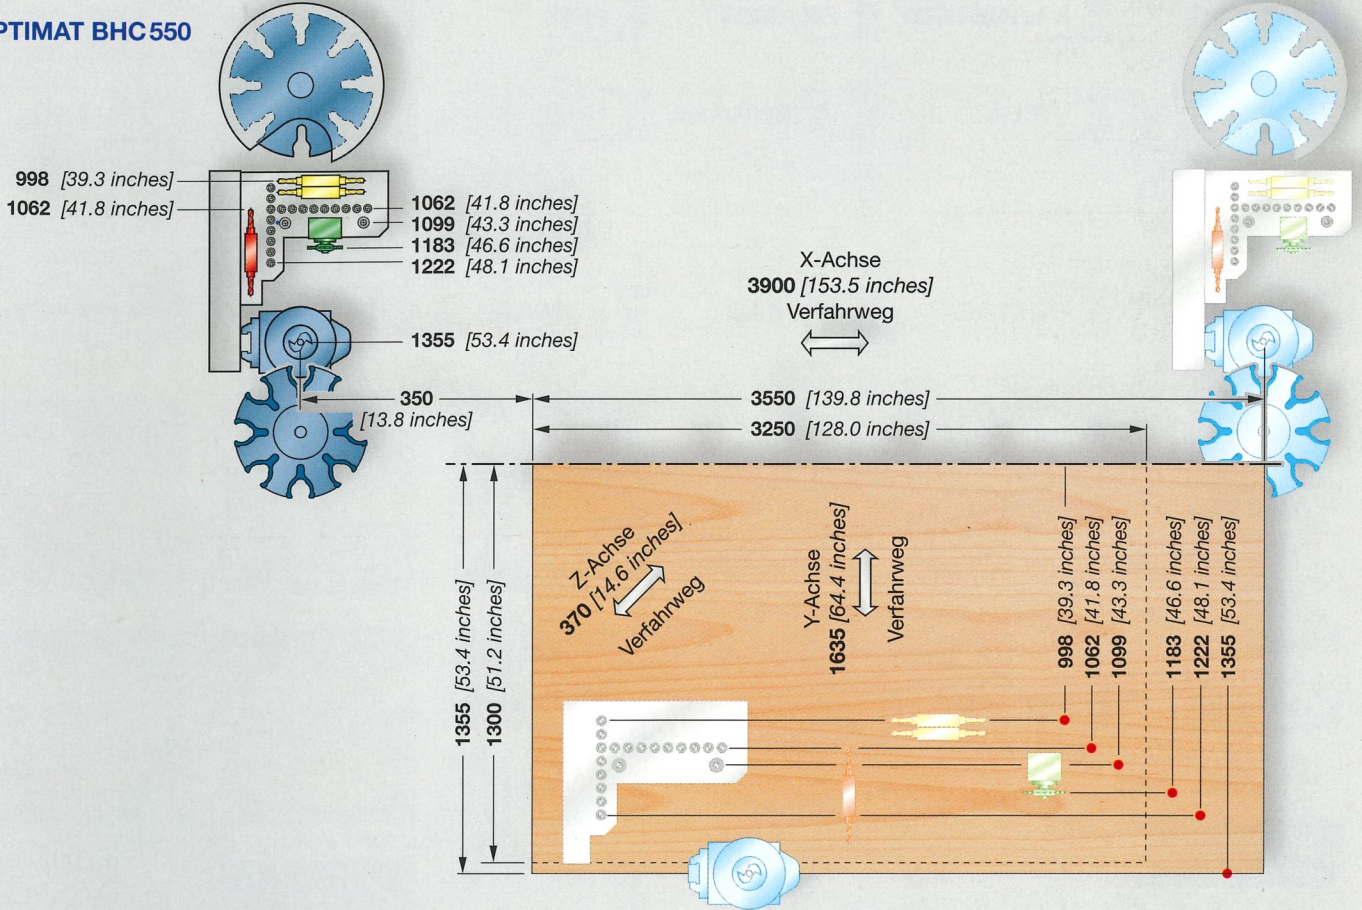 PTIMAT BHC 550
998 [39.3 inches]
1062 [41.8 inches]
1062 [41.8 inches]
1099 [43.3 inches]
1183 [46.6 inches]
1222 [48.1 inches]
1355 [53.4 inches]
X-Achse
3900 [153.5 inches]
Verfahrweg
350
[13.8 inches]
3550 [139.8 inches]
3250 [128.0 inches]
1355 [53.4 inches]
1300 [51.2 inches]
Z-Achse
370 [14.6 inches]
Verfahrweg
Y-Achse
1635 [64.4 inches]
Verfahrweg
998 [39.3 inches]
1062 [41.8 inches]
1099 [43.3 inches]
1183 [46.6 inches]
1222 [48.1 inches]
1355 [53.4 inches]